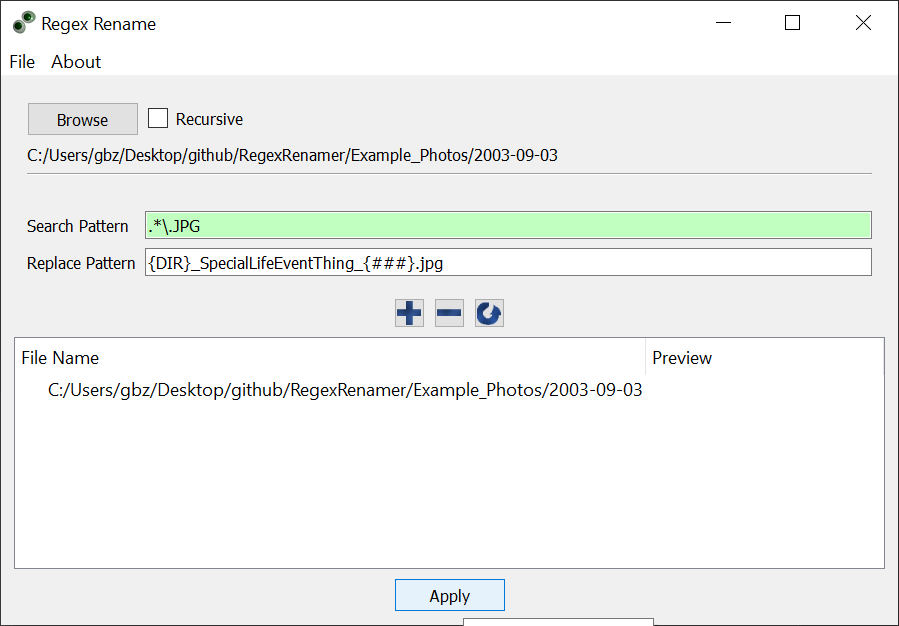 Regex Rename
File About
Browse Recursive
C:/Users/gbz/Desktop/github/RegexRenamer/Example_Photos/2003-09-03
Search Pattern .*\.JPG
Replace Pattern {DIR}_SpecialLifeEventThing_{###}.jpg
File Name Preview
C:/Users/gbz/Desktop/github/RegexRenamer/Example_Photos/2003-09-03
Apply